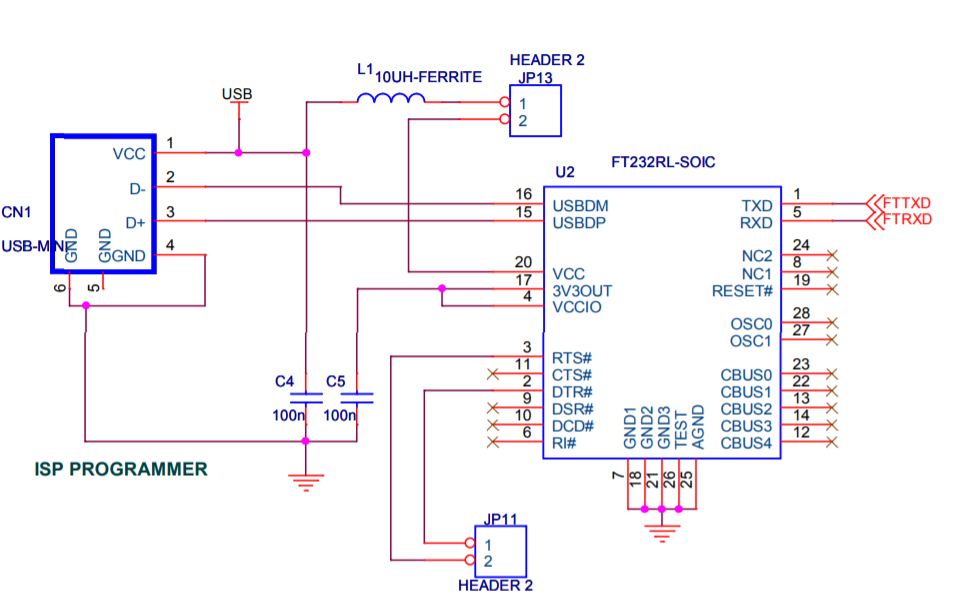 HEADER 2
JP13
L1
10UH-FERRITE
1
2
USB
CN1
USB-MINI
VCC
D-
D+
GGND
GND
GND
1
2
3
4
6
5
U2
FT232RL-SOIC
16
15
20
17
4
3
11
2
9
10
6
USBDM
USBDP
VCC
3V3OUT
VCCIO
RTS#
CTS#
DTR#
DSR#
DCD#
RI#
TXD
RXD
NC2
NC1
RESET#
OSC0
OSC1
CBUS0
CBUS1
CBUS2
CBUS3
CBUS4
1
5
24
8
19
28
27
23
22
13
14
12
FTTXD
FTRXD
GND1
GND2
GND3
TEST
AGND
7
18
21
26
25
C4
100n
C5
100n
ISP PROGRAMMER
JP11
1
2
HEADER 2